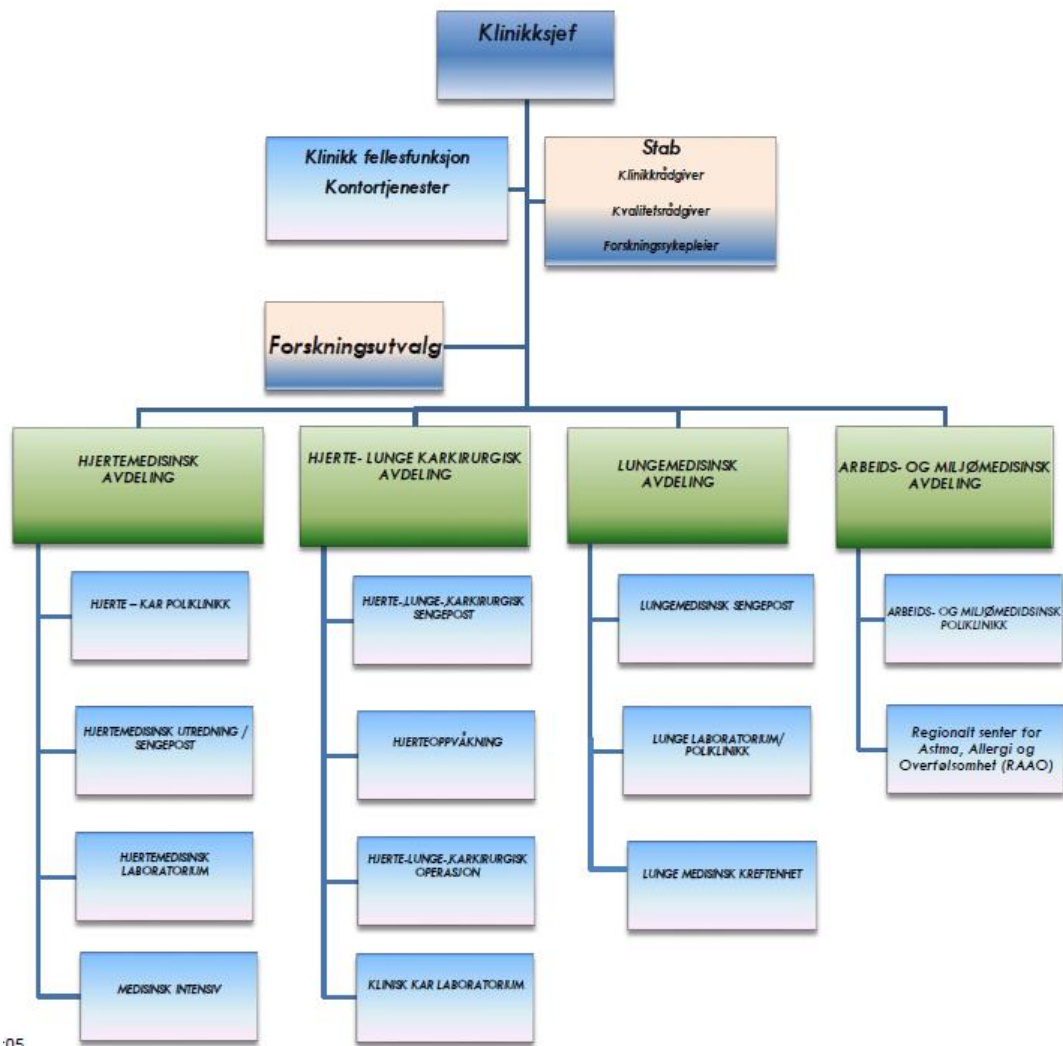 Klinikksjef
Klinikk fellesfunksjon
Kontortjenester
Stab
Klinikkrådgiver
Kvalitetsrådgiver
Forskningssykepleier
Forskningsutvalg
HJERTEMEDISINSK
AVDELING
HJERTE- LUNGE KARKIRURGISK
AVDELING
LUNGEMEDISINSK
AVDELING
ARBEIDS- OG MILJØMEDISINSK
AVDELING
HJERTE – KAR POLIKLINIKK
HJERTEMEDISINSK UTREDNING /
SENGEPOST
HJERTEMEDISINSK
LABORATORIUM
MEDISINSK INTENSIV
HJERTE-,LUNGE-,KARKIRURGISK
SENGEPOST
HJERTEOPPVÅKNING
HJERTE-LUNGE-,KARKIRURGISK
OPERASJON
KLINISK KAR LABORATORIUM
LUNGEMEDISINSK SENGEPOST
LUNGE LABORATORIUM/
POLIKLINIKK
LUNGE MEDISINSK KREFTENHET
ARBEIDS- OG MILJØMEDIDSINSK
POLIKLINIKK
Regionalt senter for
Astma, Allergi og
Overfølsomhet (RAAO)
:05